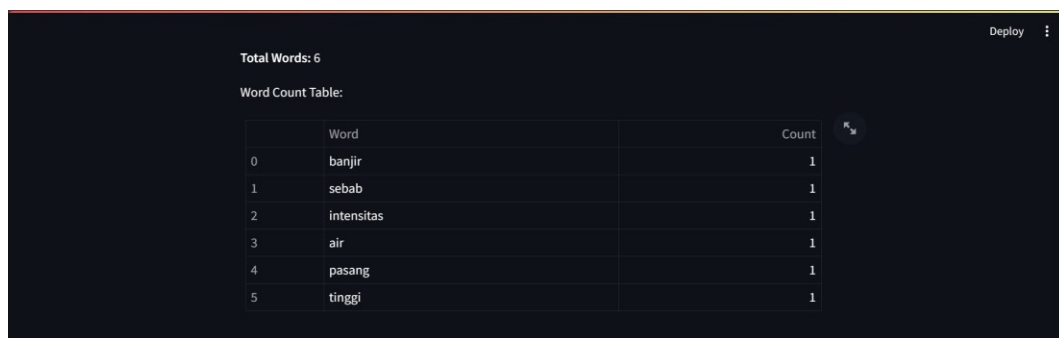 Deploy
Total Words: 6
Word Count Table:
Word Count
0 banjir 1
1 sebab 1
2 intensitas 1
3 air 1
4 pasang 1
5 tinggi 1